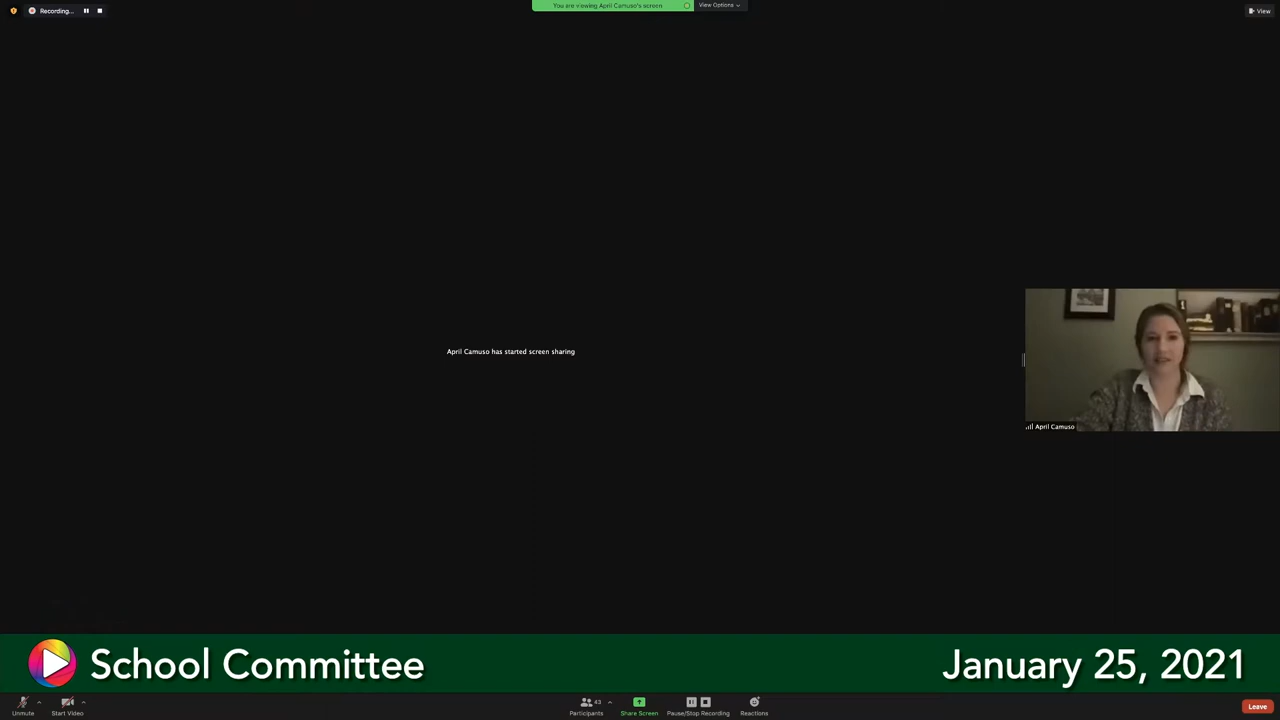 Recording...
You are viewing April Camuso's screen
View Options
View
April Camuso has started screen sharing
April Camuso
School Committee
January 25, 2021
Unmute
Start Video
43
Participants
Share Screen
Pause/Stop Recording
Reactions
Leave